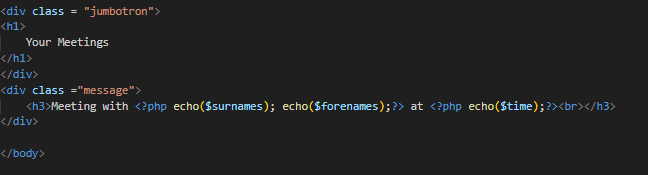 <div class = "jumbotron">
<h1>
Your Meetings
</h1>
</div>
<div class ="message">
<h3>Meeting with <?php echo($surnames); echo($forenames);?> at <?php echo($time);?><br></h3>
</div>
</body>